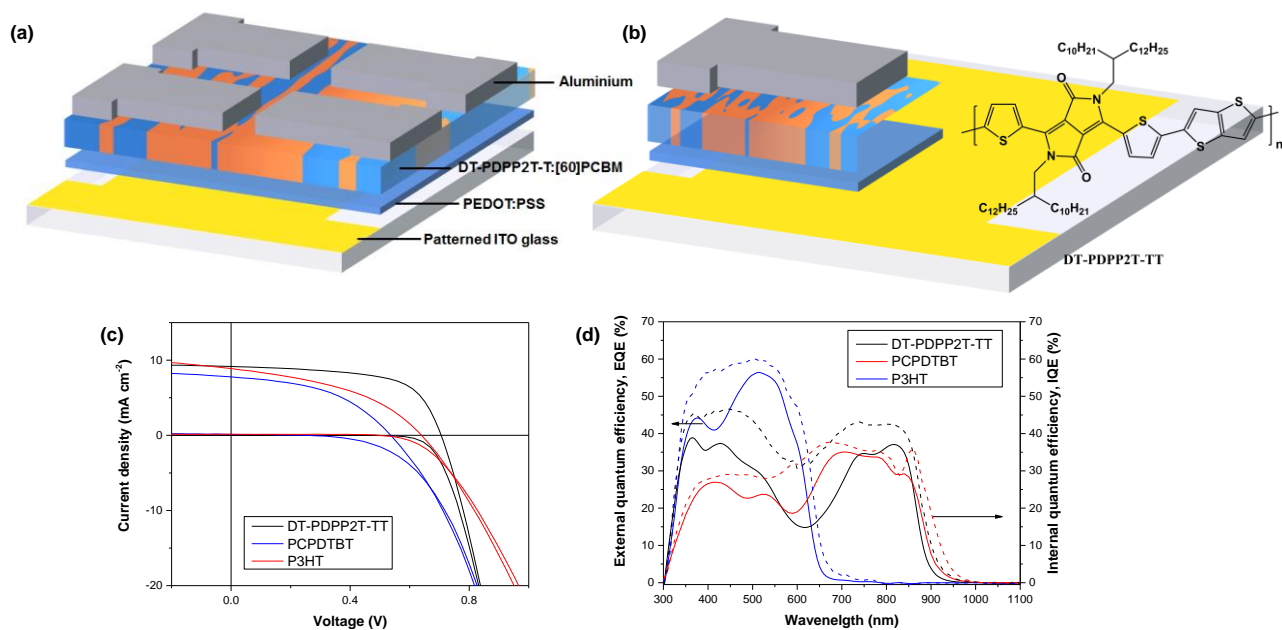 (a)
Aluminium
DT-PDPP2T-T:[60]PCBM
PEDOT:PSS
Patterned ITO glass
(b)
C10H21
C12H25
O
N
S
S
S
[
]n
S
N
O
C12H25
C10H21
DT-PDPP2T-TT
(c)
Current density (mA cm-2)
10
0
-10
-20
0.0
0.4
0.8
Voltage (V)
DT-PDPP2T-TT
PCPDTBT
P3HT
(d)
External quantum efficiency, EQE (%)
70
60
50
40
30
20
10
0
300
400
500
600
700
800
900
1000
1100
Wavenelgth (nm)
DT-PDPP2T-TT
PCPDTBT
P3HT
70
60
50
40
30
20
10
0
Internal quantum efficiency, IQE (%)